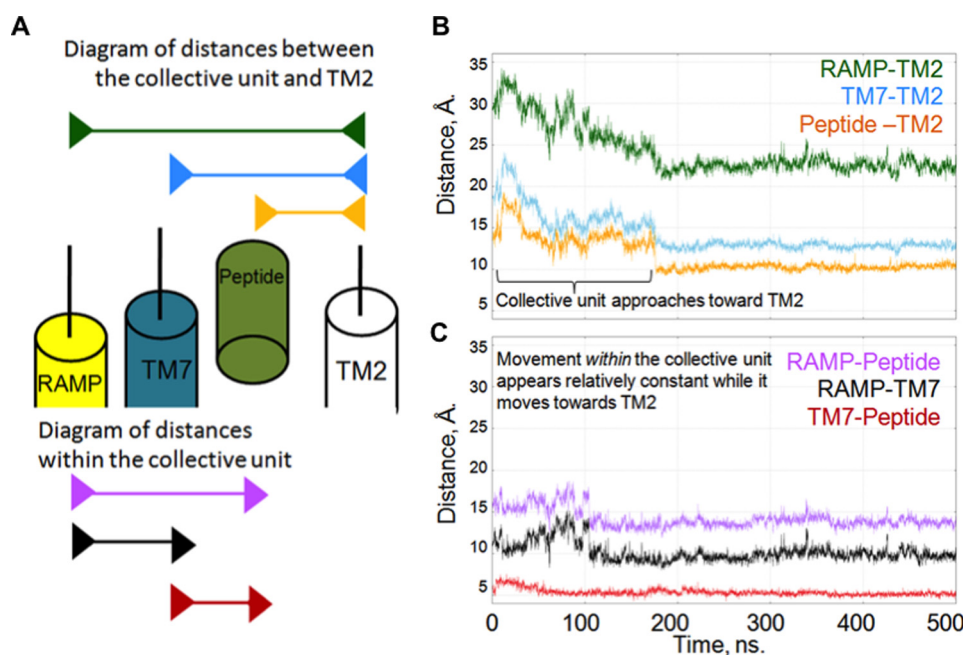 A
Diagram of distances between
the collective unit and TM2
RAMP
TM7
Peptide
TM2
Diagram of distances
within the collective unit
B
Distance, Å.
35
30
25
20
15
10
5
RAMP-TM2
TM7-TM2
Peptide –TM2
Collective unit approaches toward TM2
C
Distance, Å.
35
30
25
20
15
10
5
Movement within the collective unit
appears relatively constant while it
moves towards TM2
RAMP-Peptide
RAMP-TM7
TM7-Peptide
0 100 200 300 400 500
Time, ns.